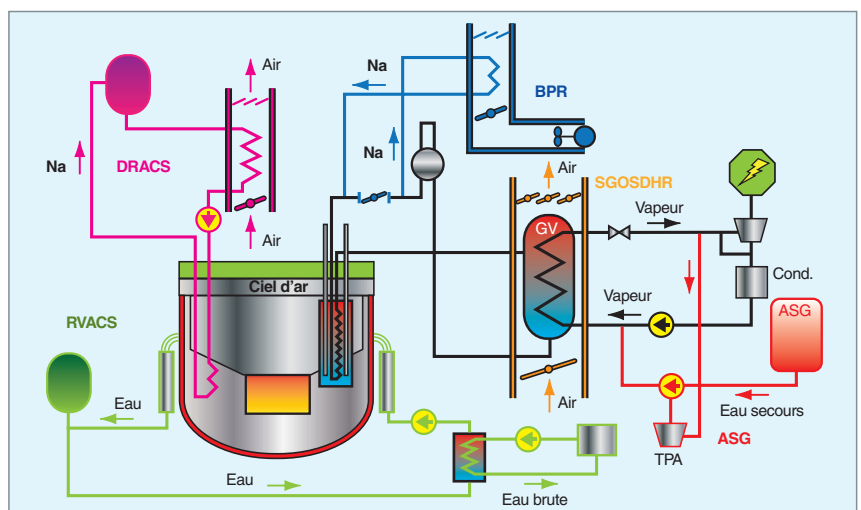 Air
Na
BPR
DRACS
Na
Na
Air
SGOSDHR
Air
GV
Vapeur
Ciel d'ar
Cond.
Vapeur
RVACS
ASG
Eau
Air
Eau secours
ASG
TPA
Eau
Eau brute